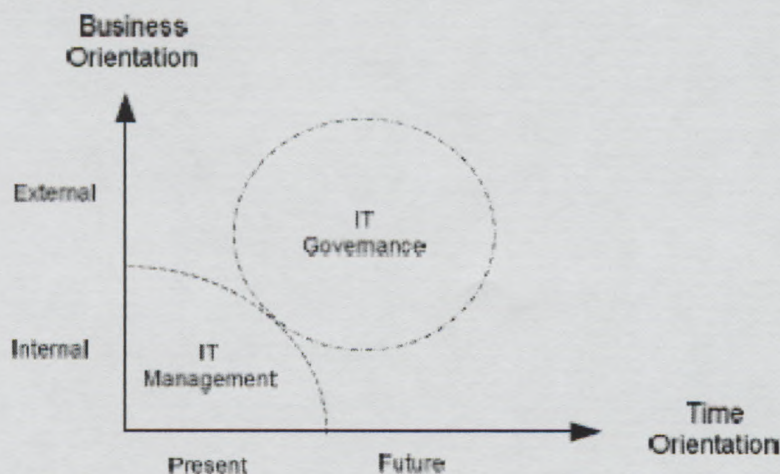 Business
Orientation
External
IT
Governance
Internal
IT
Management
Present
Future
Time
Orientation